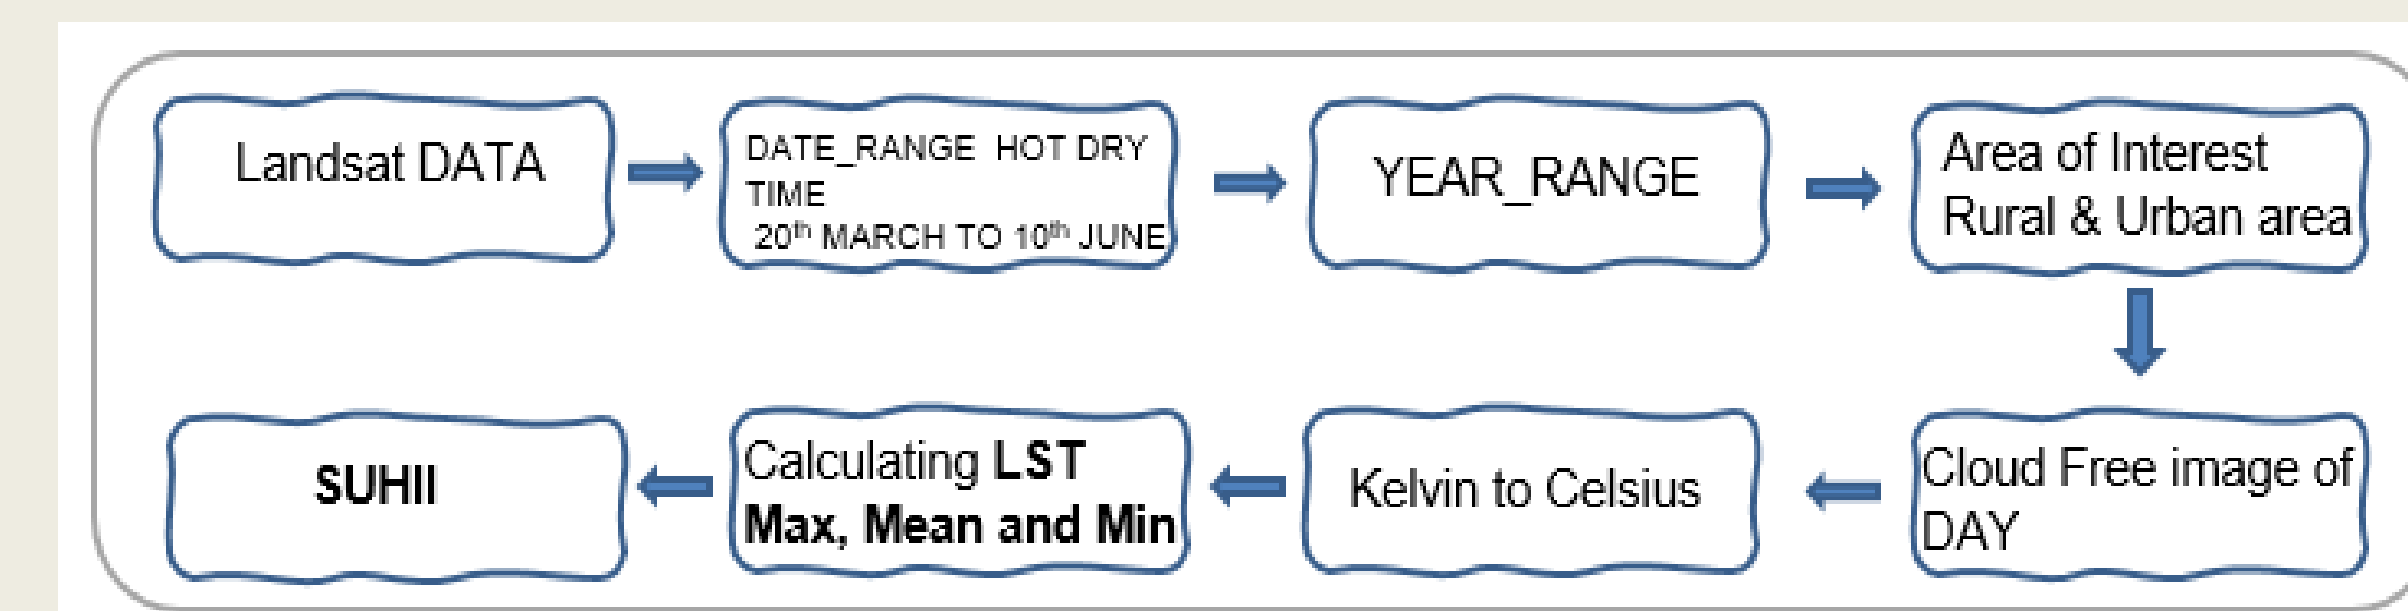 Landsat DATA
DATE_RANGE HOT DRY
TIME
20th MARCH TO 10th JUNE
YEAR_RANGE
Area of Interest
Rural & Urban area
Cloud Free image of
DAY
Kelvin to Celsius
Calculating LST
Max, Mean and Min
SUHII